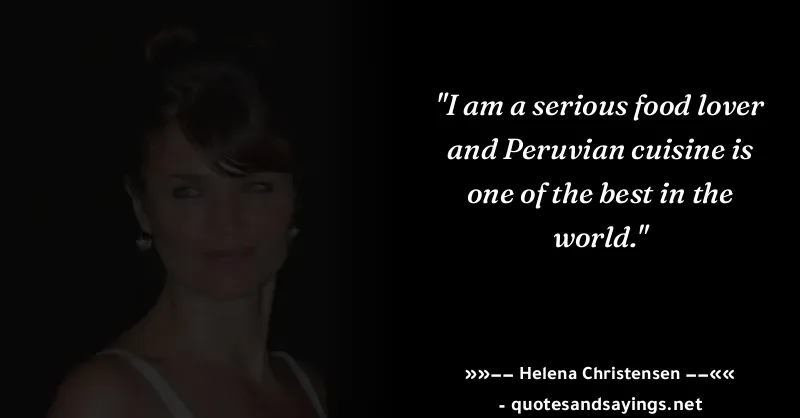 "I am a serious food lover
and Peruvian cuisine is
one of the best in the
world."
»»−− Helena Christensen −−««
- quotesandsayings.net